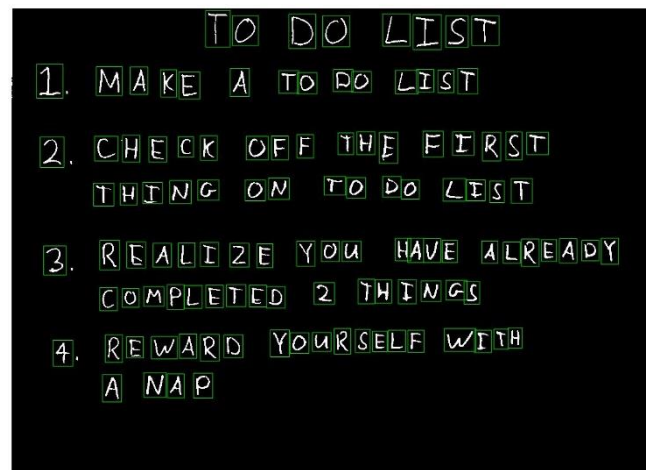 TO DO LIST
1. MAKE A TO DO LIST
2. CHECK OFF THE FIRST
THING ON TO DO LIST
3. REALIZE YOU HAVE ALREADY
COMPLETED 2 THINGS
4. REWARD YOURSELF WITH
A NAP